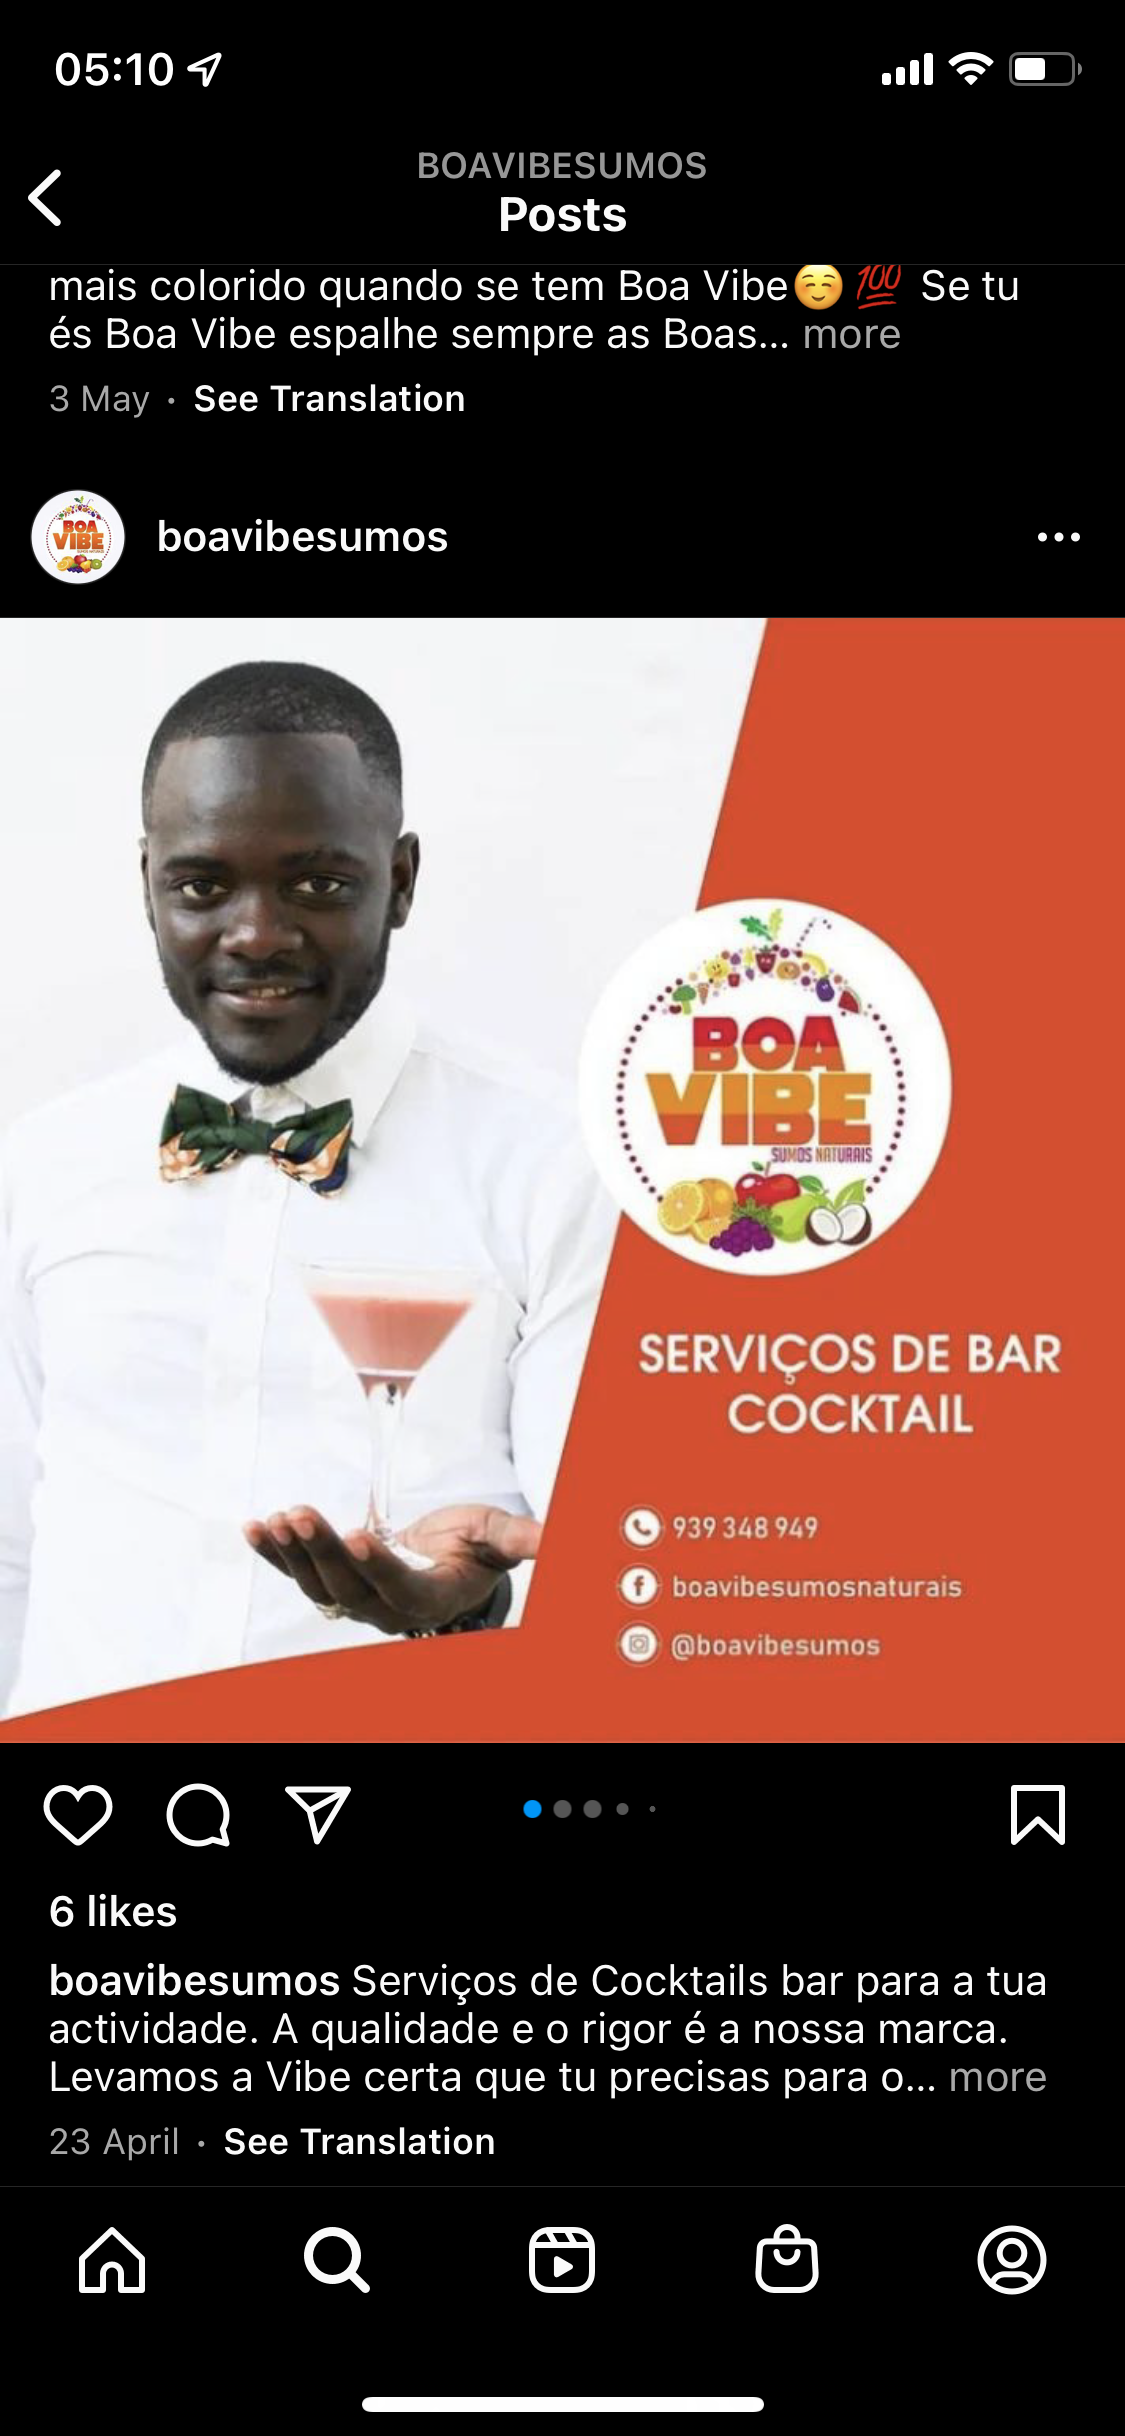 05:10
BOAVIBESUMOS
Posts
mais colorido quando se tem Boa Vibe☺️ 💯 Se tu
és Boa Vibe espalhe sempre as Boas... more
3 May · See Translation
BOA
VIBE
boavibesumos
BOA
VIBE
SUMOS NATURAIS
SERVIÇOS DE BAR
COCKTAIL
939 348 949
boavibesumosnaturais
@boavibesumos
6 likes
boavibesumos Serviços de Cocktails bar para a tua
actividade. A qualidade e o rigor é a nossa marca.
Levamos a Vibe certa que tu precisas para o... more
23 April · See Translation